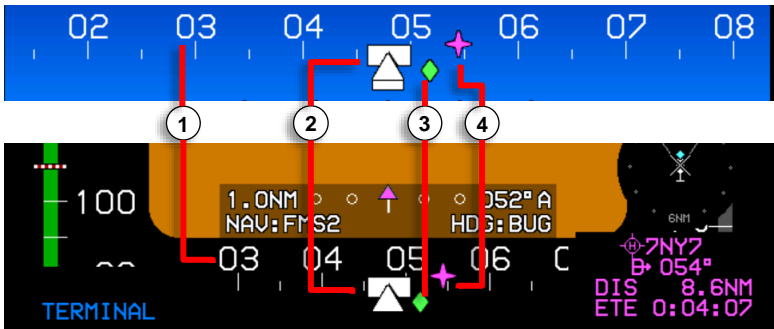 02 03 04 05 06 07 08
1 2 3 4
100
1.0NM 052° A
NAV:FMS2 HDG:BUG
6NM
03 04 05 06
H 7NY7
D 054°
DIS 8.6NM
ETE 0:04:07
TERMINAL